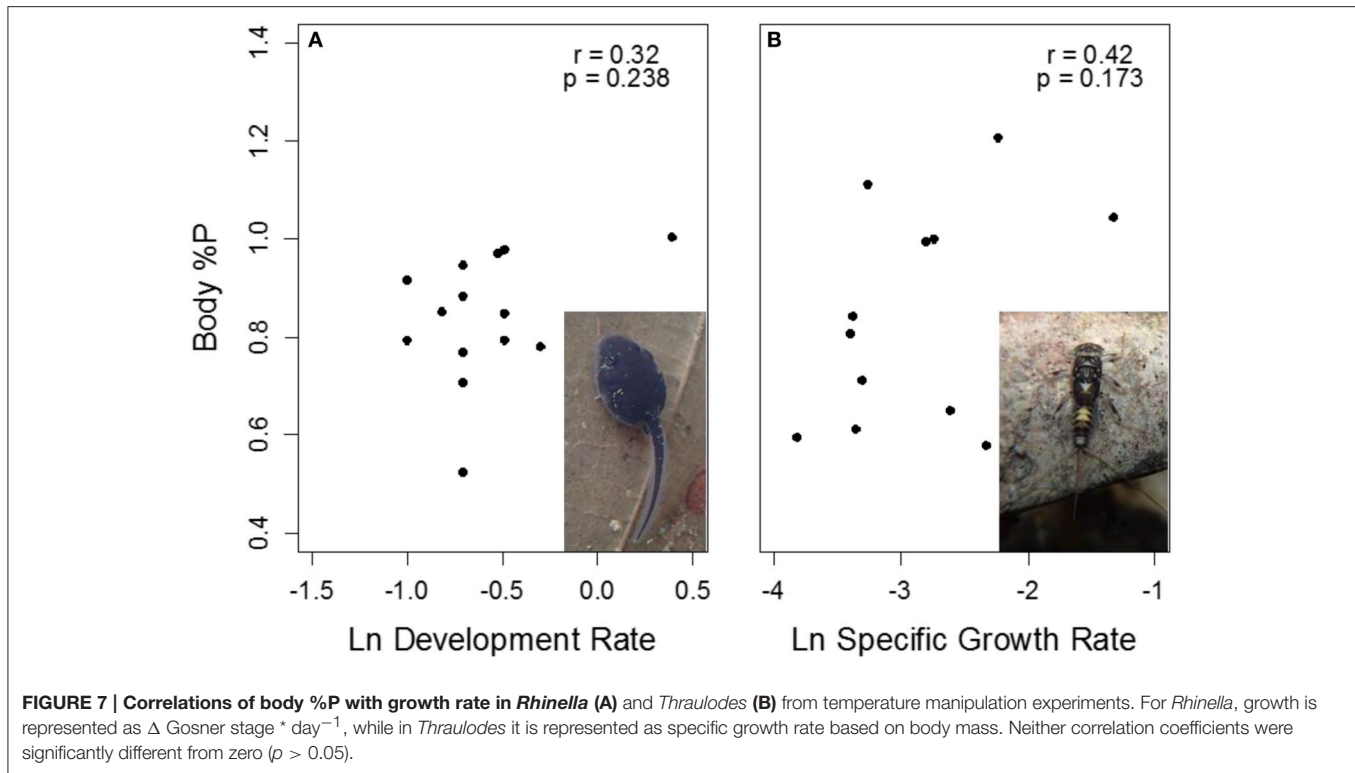 A
r = 0.32
p = 0.238
B
r = 0.42
p = 0.173
Body %P
1.4
1.2
1.0
0.8
0.6
0.4
-1.5 -1.0 -0.5 0.0 0.5
-4 -3 -2 -1
Ln Development Rate
Ln Specific Growth Rate
FIGURE 7 | Correlations of body %P with growth rate in Rhinella (A) and Thraulodes (B) from temperature manipulation experiments. For Rhinella, growth is
represented as Δ Gosner stage * day⁻¹, while in Thraulodes it is represented as specific growth rate based on body mass. Neither correlation coefficients were
significantly different from zero (p > 0.05).